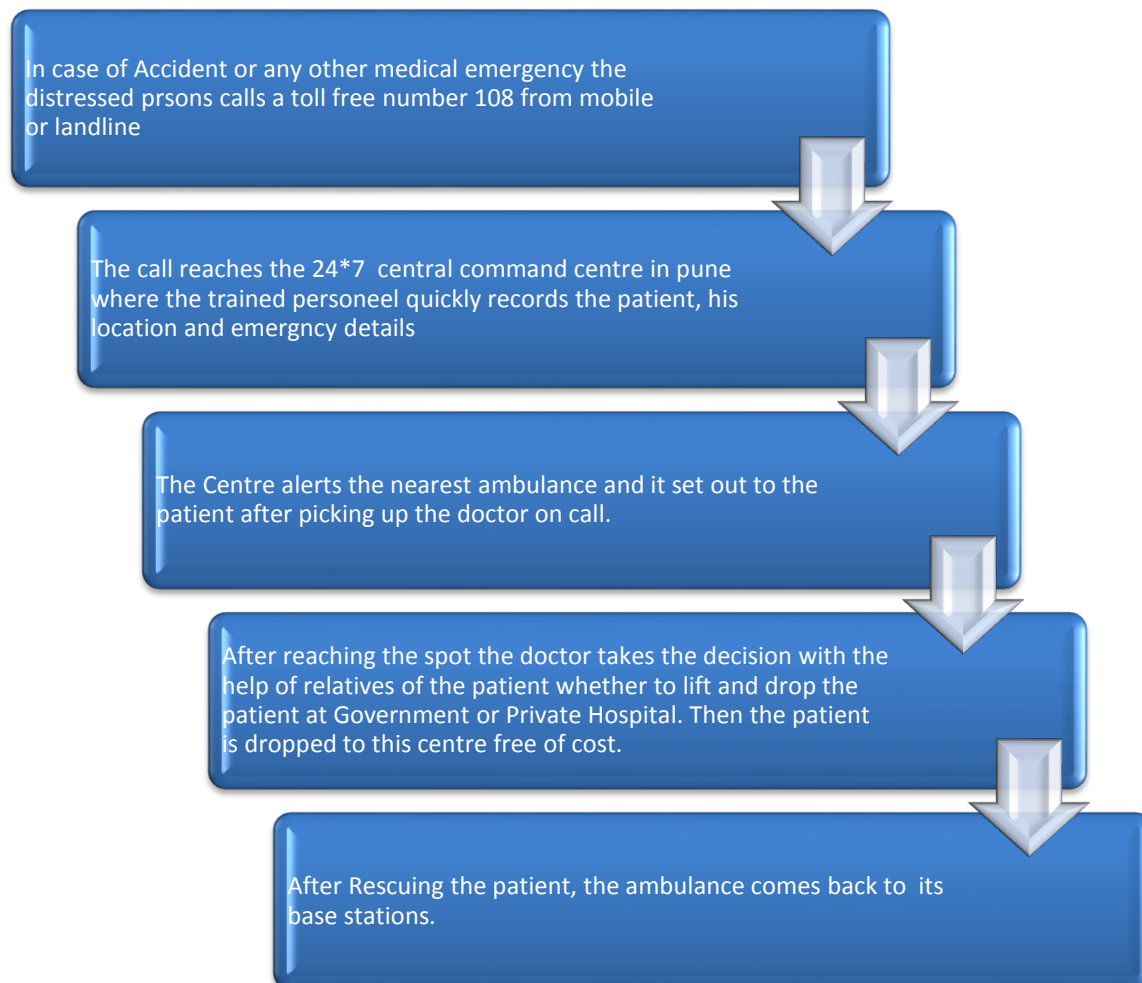 In case of Accident or any other medical emergency the
distressed prsons calls a toll free number 108 from mobile
or landline
The call reaches the 24*7  central command centre in pune
where the trained personeel quickly records the patient, his
location and emergncy details
The Centre alerts the nearest ambulance and it set out to the
patient after picking up the doctor on call.
After reaching the spot the doctor takes the decision with the
help of relatives of the patient whether to lift and drop the
patient at Government or Private Hospital. Then the patient
is dropped to this centre free of cost.
After Rescuing the patient, the ambulance comes back to  its
base stations.